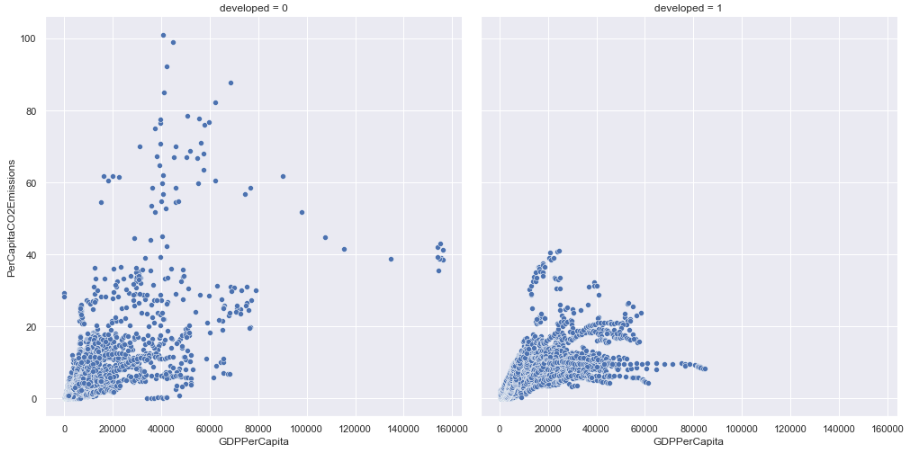 developed = 0
developed = 1
PerCapitaCO2Emissions
100
80
60
40
20
0
0 20000 40000 60000 80000 100000 120000 140000 160000
0 20000 40000 60000 80000 100000 120000 140000 160000
GDPPerCapita
GDPPerCapita